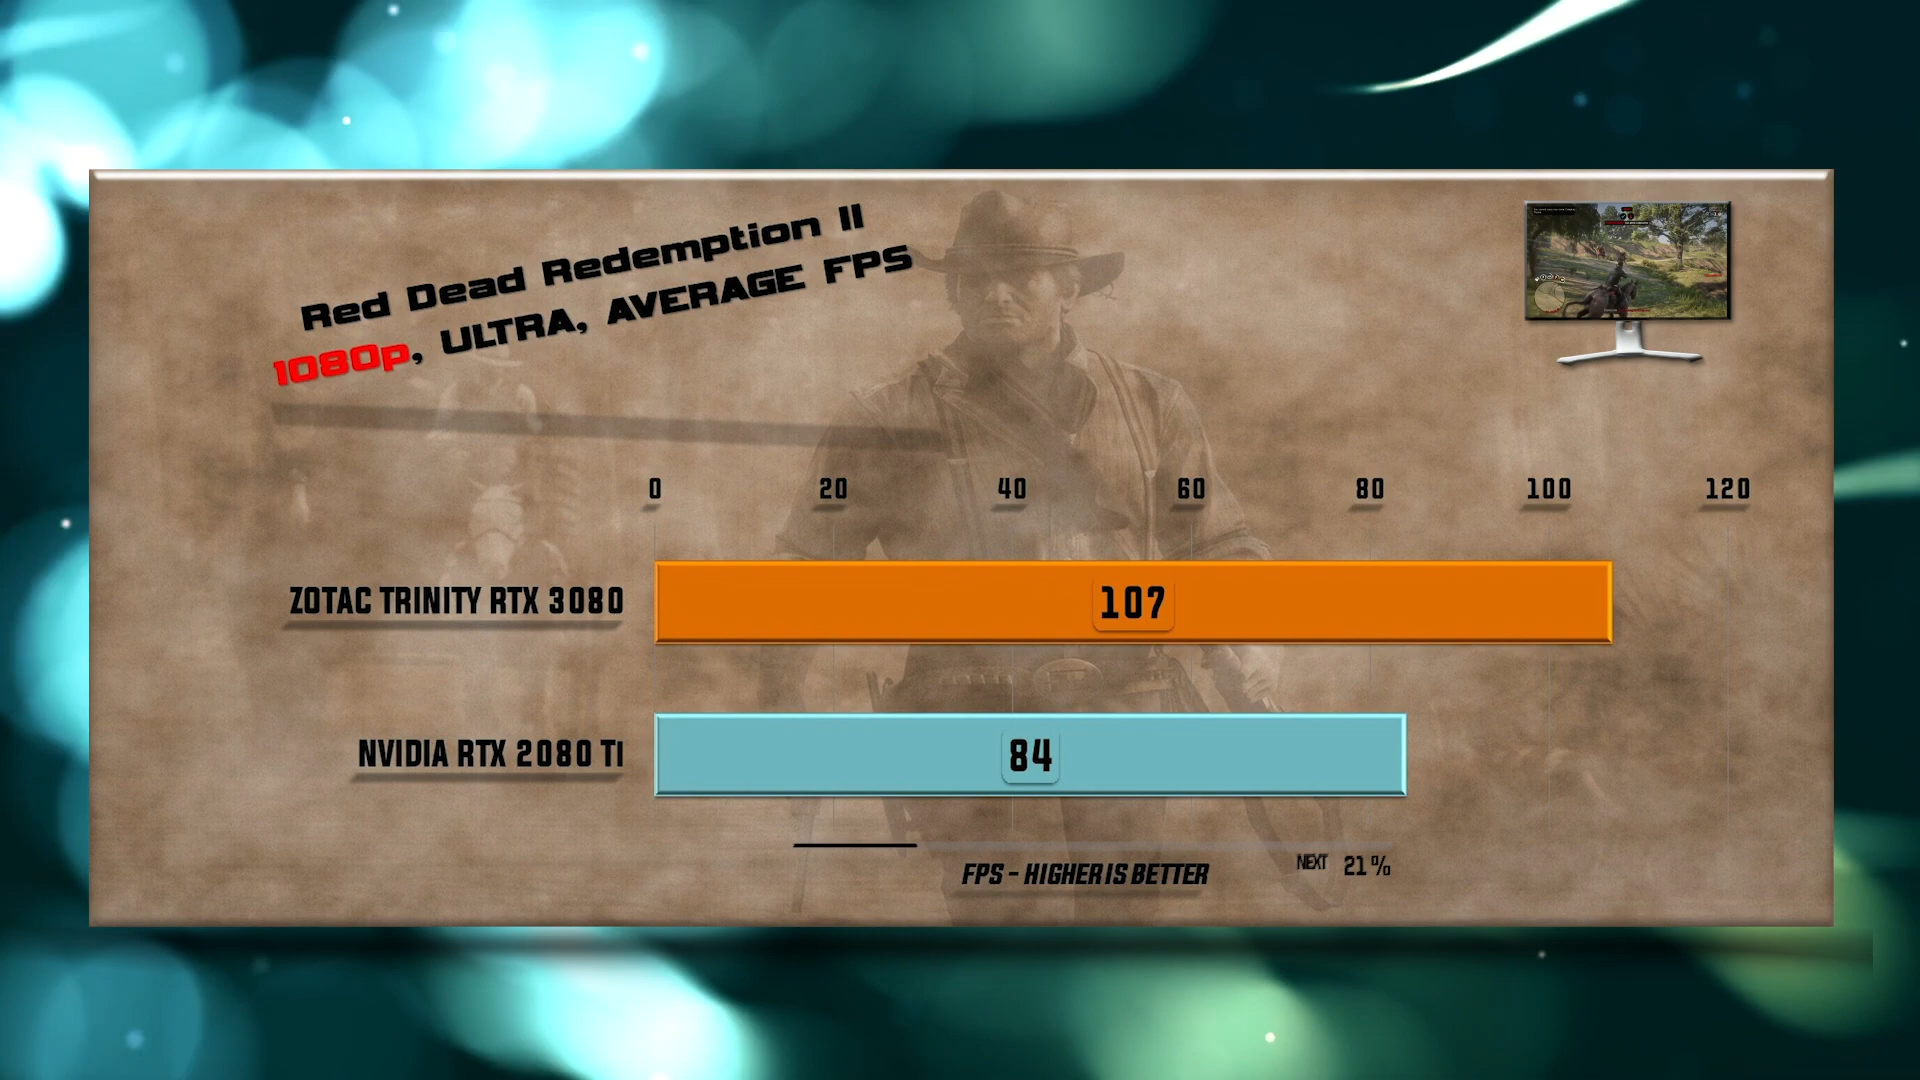 Red Dead Redemption II
1080p, ULTRA, AVERAGE FPS
0 20 40 60 80 100 120
ZOTAC TRINITY RTX 3080
107
NVIDIA RTX 2080 TI
84
FPS - HIGHER IS BETTER
NEXT 21%